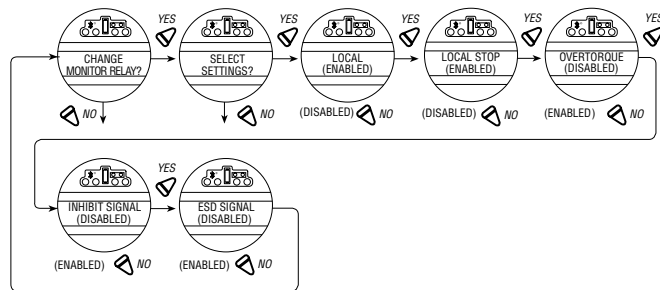 YES
YES
YES
YES
YES
YES
CHANGE
MONITOR RELAY?
SELECT
SETTINGS?
LOCAL
(ENABLED)
LOCAL STOP
(ENABLED)
OVERTORQUE
(DISABLED)
NO
NO
(DISABLED) NO
(DISABLED) NO
(ENABLED) NO
YES
INHIBIT SIGNAL
(DISABLED)
ESD SIGNAL
(DISABLED)
(ENABLED) NO
(ENABLED) NO